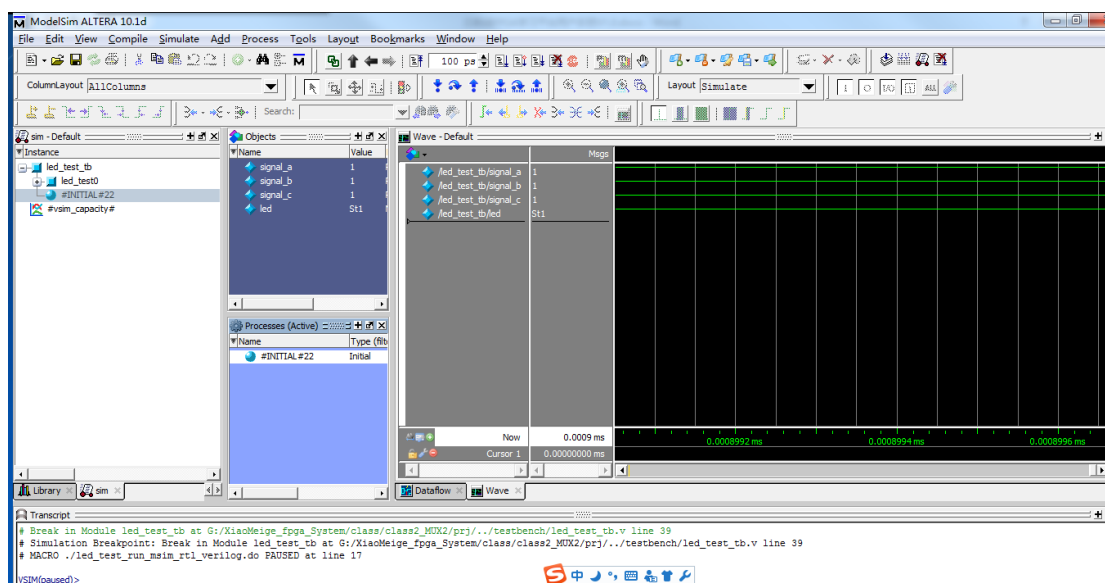 ModelSim ALTERA 10.1d
File Edit View Compile Simulate Add Process Tools Layout Bookmarks Window Help
100 ps
ColumnLayout AllColumns
Layout Simulate
Search:
sim - Default
Instance
led_test_tb
led_test0
#INITIAL#22
#vsim_capacity#
Library
sim
Objects
Name Value
signal_a 1
signal_b 1
signal_c 1
led St1
Processes (Active)
Name Type (filt
#INITIAL#22 Initial
Wave - Default
Msgs
/led_test_tb/signal_a 1
/led_test_tb/signal_b 1
/led_test_tb/signal_c 1
/led_test_tb/led St1
Now 0.0009 ms
Cursor 1 0.00000000 ms
0.0008992 ms 0.0008994 ms 0.0008996 ms
Dataflow
Wave
Transcript
# Break in Module led_test_tb at G:/XiaoMeige_fpga_System/class/class2_MUX2/prj/../testbench/led_test_tb.v line 39
# Simulation Breakpoint: Break in Module led_test_tb at G:/XiaoMeige_fpga_System/class/class2_MUX2/prj/../testbench/led_test_tb.v line 39
# MACRO ./led_test_run_msim_rtl_verilog.do PAUSED at line 17
VSIM(paused)>
中